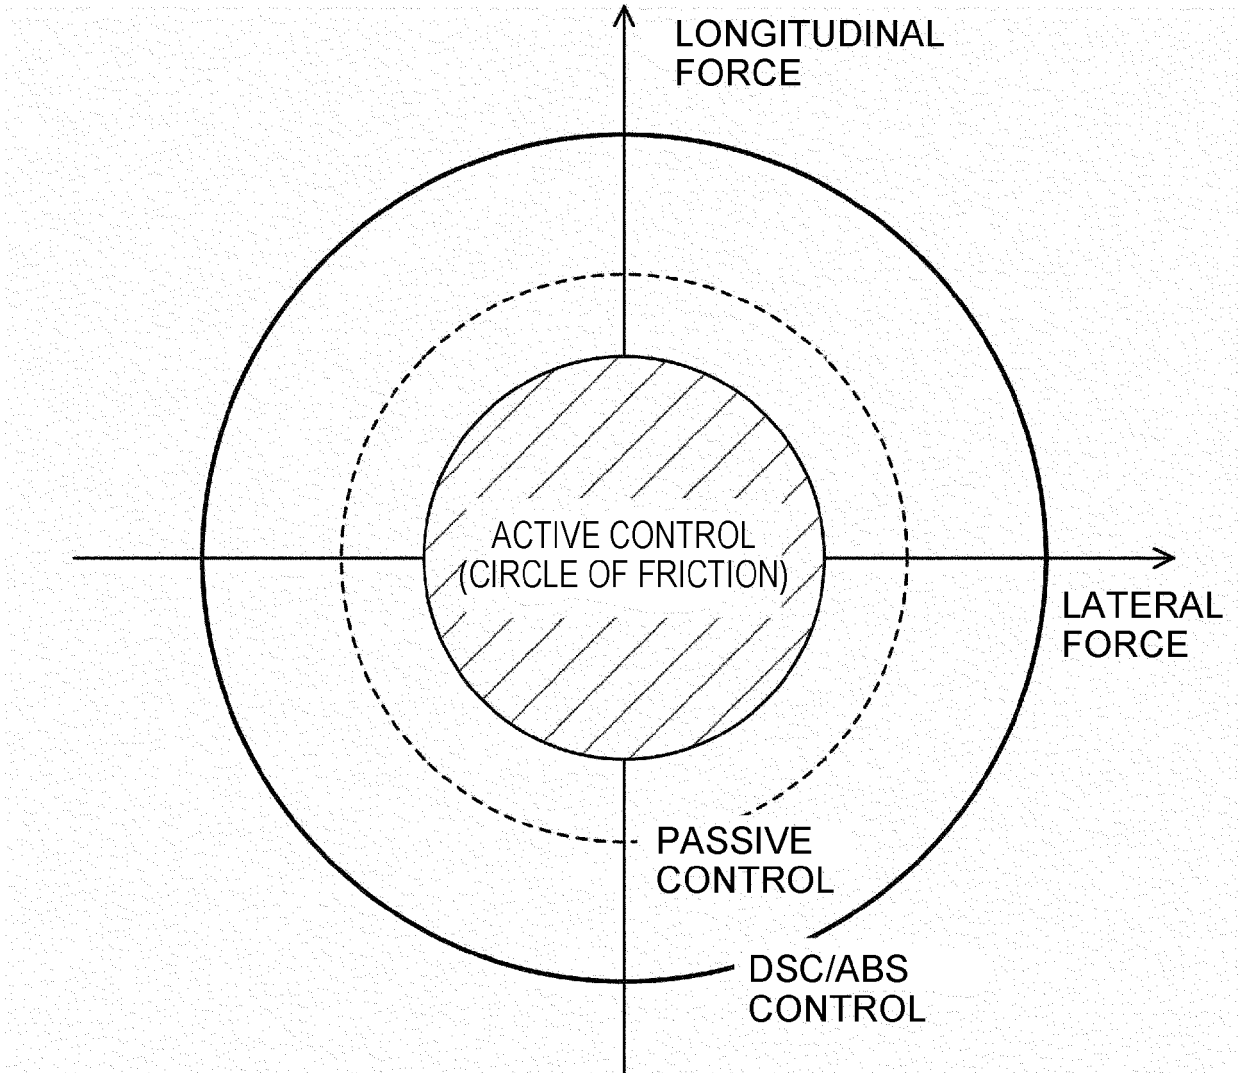 LONGITUDINAL
FORCE
ACTIVE CONTROL
(CIRCLE OF FRICTION)
LATERAL
FORCE
PASSIVE
CONTROL
DSC/ABS
CONTROL